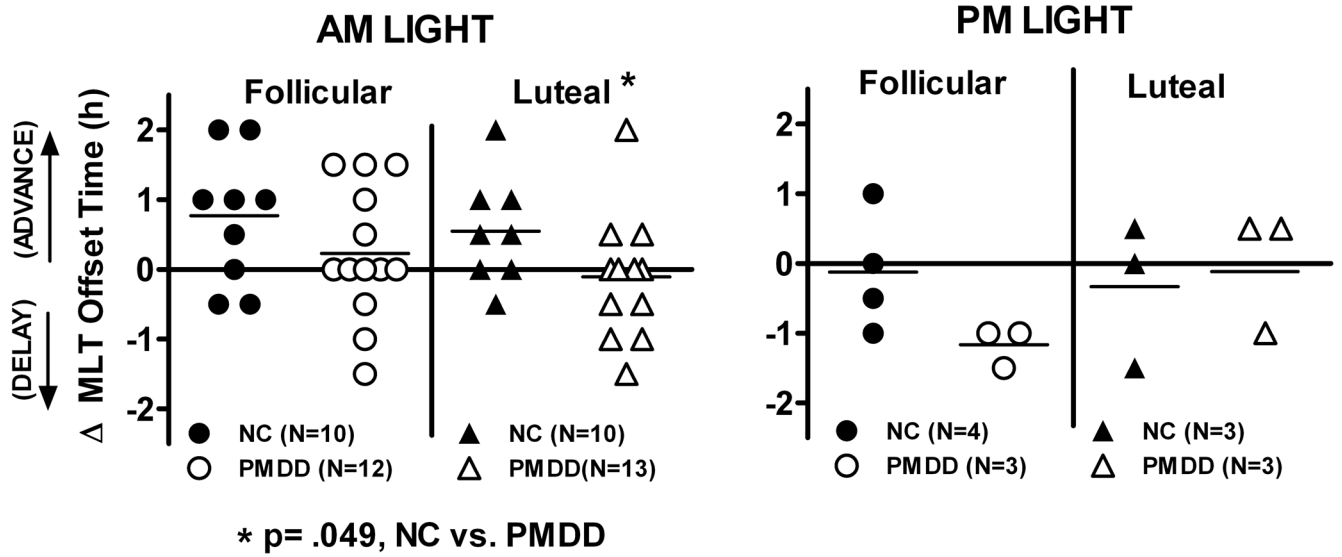 AM LIGHT
PM LIGHT
Follicular
Luteal *
Follicular
Luteal
Δ MLT Offset Time (h)
(ADVANCE)
(DELAY)
2
1
0
-1
-2
2
1
0
-1
-2
NC (N=10)
PMDD (N=12)
NC (N=10)
PMDD(N=13)
NC (N=4)
PMDD (N=3)
NC (N=3)
PMDD (N=3)
* p= .049, NC vs. PMDD